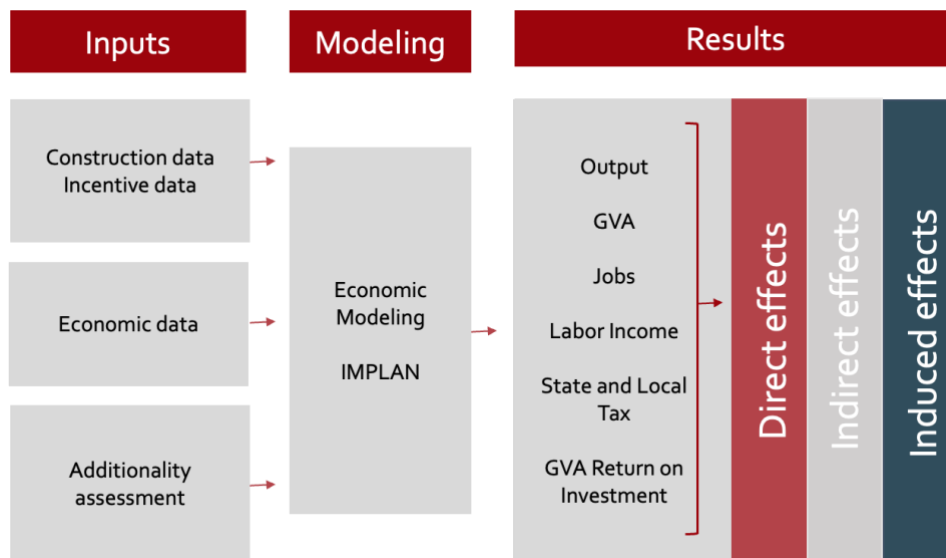 Inputs
Modeling
Results
Construction data
Incentive data
Economic data
Additionality
assessment
Economic
Modeling
IMPLAN
Output
GVA
Jobs
Labor Income
State and Local
Tax
GVA Return on
Investment
Direct effects
Indirect effects
Induced effects